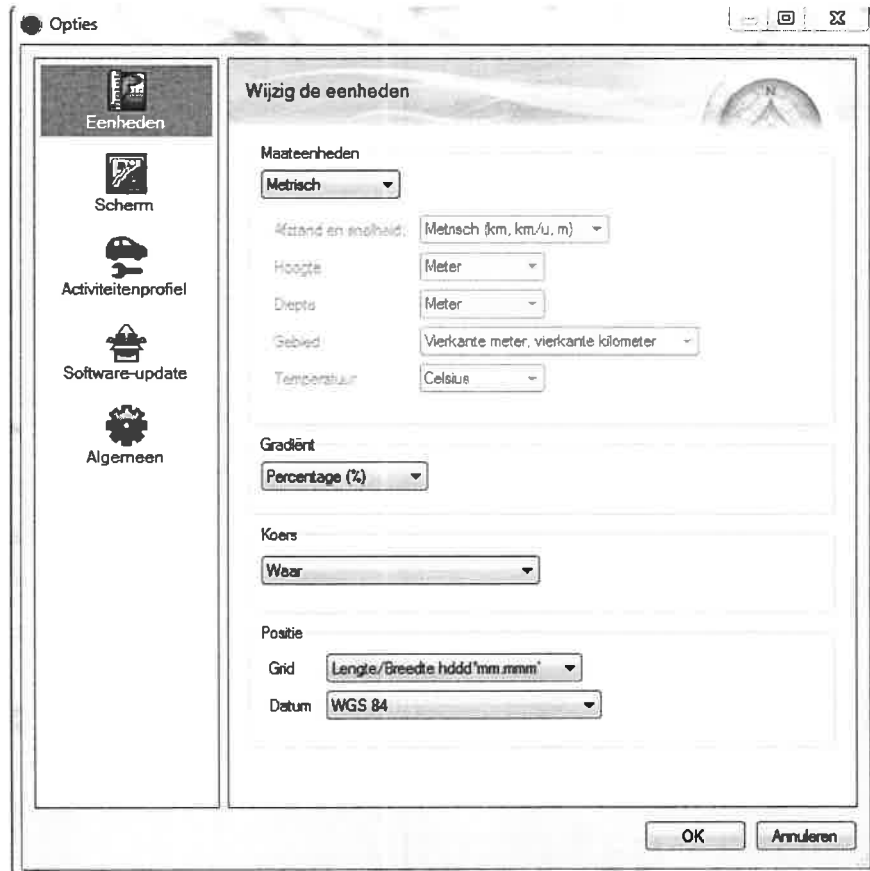 Opties
Eenheden
Scherm
Activiteitenprofiel
Software-update
Algemeen
Wijzig de eenheden
N
Maateenheden
Metrisch
Afstand en snelheid: Metrisch (km, km/u, m)
Hoogte Meter
Diepte Meter
Gebied Vierkante meter, vierkante kilometer
Temperatuur Celsius
Gradiënt
Percentage (%)
Koers
Waar
Positie
Grid Lengte/Breedte hddd°mm.mmm'
Datum WGS 84
OK Annuleren